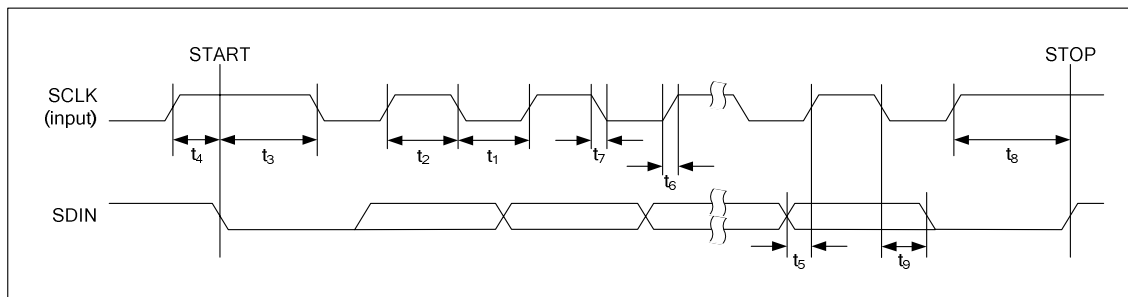 START
STOP
SCLK
(input)
t4
t3
t2
t1
t7
t6
t8
SDIN
t5
t9